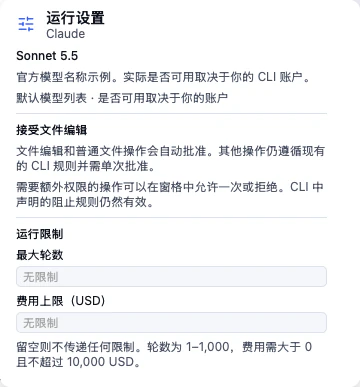 运行设置
Claude
Sonnet 5.5
官方模型名称示例。实际是否可用取决于你的 CLI 账户。
默认模型列表 · 是否可用取决于你的账户
接受文件编辑
文件编辑和普通文件操作会自动批准。其他操作仍遵循现有
的 CLI 规则并需单次批准。
需要额外权限的操作可以在窗格中允许一次或拒绝。CLI 中
声明的阻止规则仍然有效。
运行限制
最大轮数
无限制
费用上限（USD）
无限制
留空则不传递任何限制。轮数为 1–1,000，费用需大于 0
且不超过 10,000 USD。